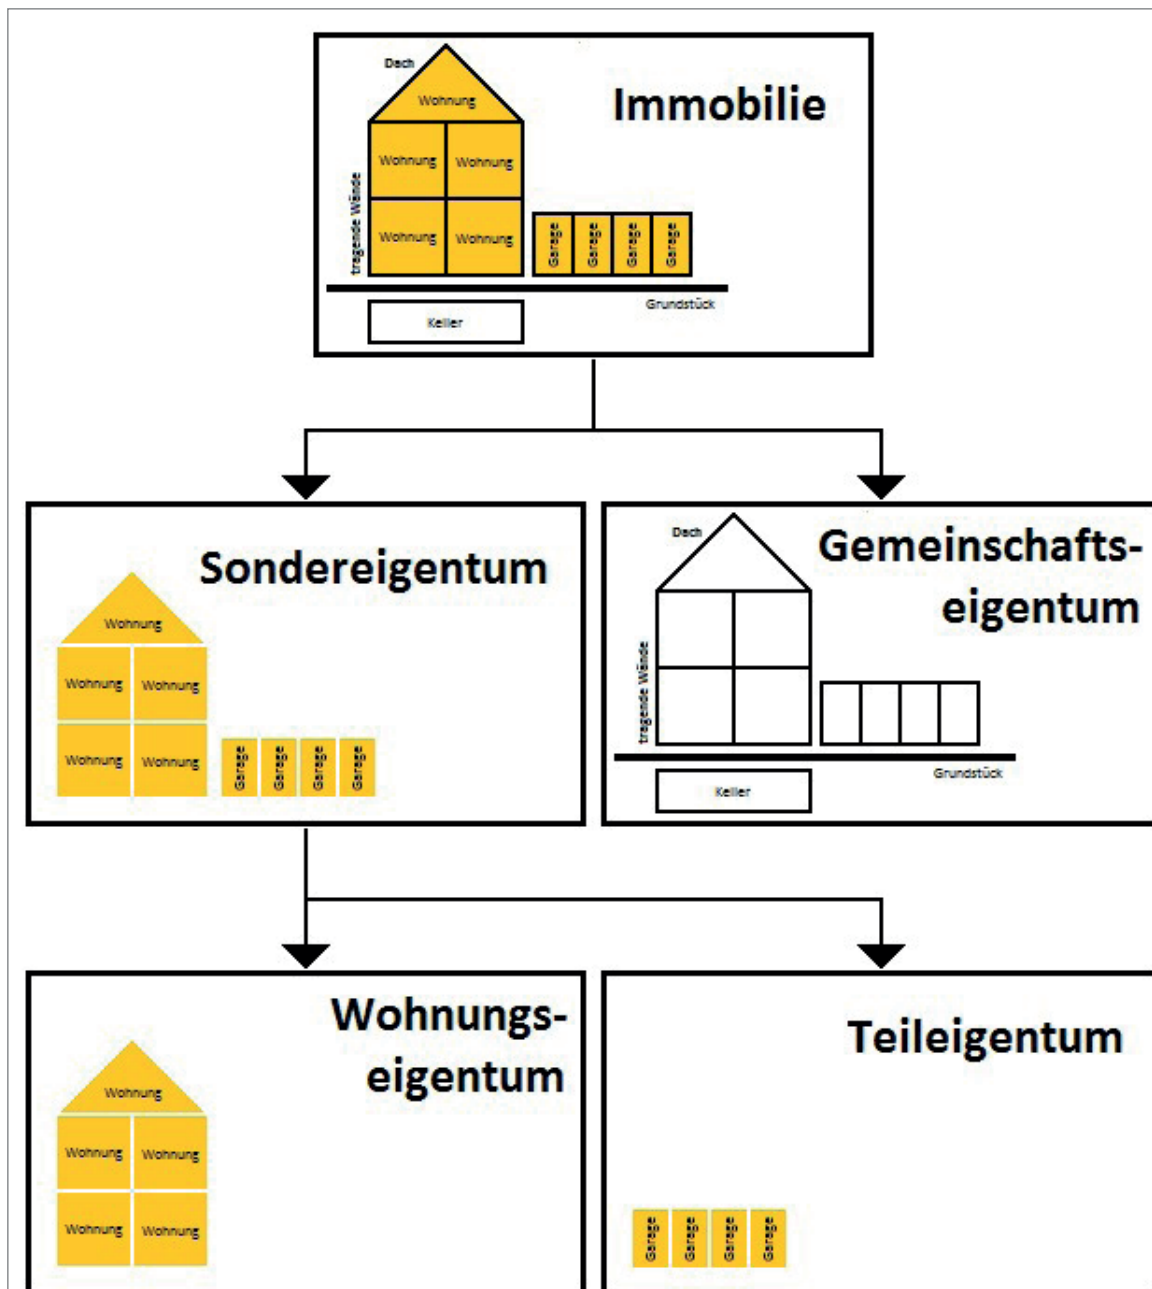 Immobilie
Dach
Wohnung
Wohnung Wohnung
Wohnung Wohnung
tragende Wände
Garage Garage Garage Garage
Grundstück
Keller
Sondereigentum
Wohnung
Wohnung Wohnung
Wohnung Wohnung
Garage Garage Garage Garage
Gemeinschafts-
eigentum
Dach
tragende Wände
Grundstück
Keller
Wohnungs-
eigentum
Wohnung
Wohnung Wohnung
Wohnung Wohnung
Teileigentum
Garage Garage Garage Garage